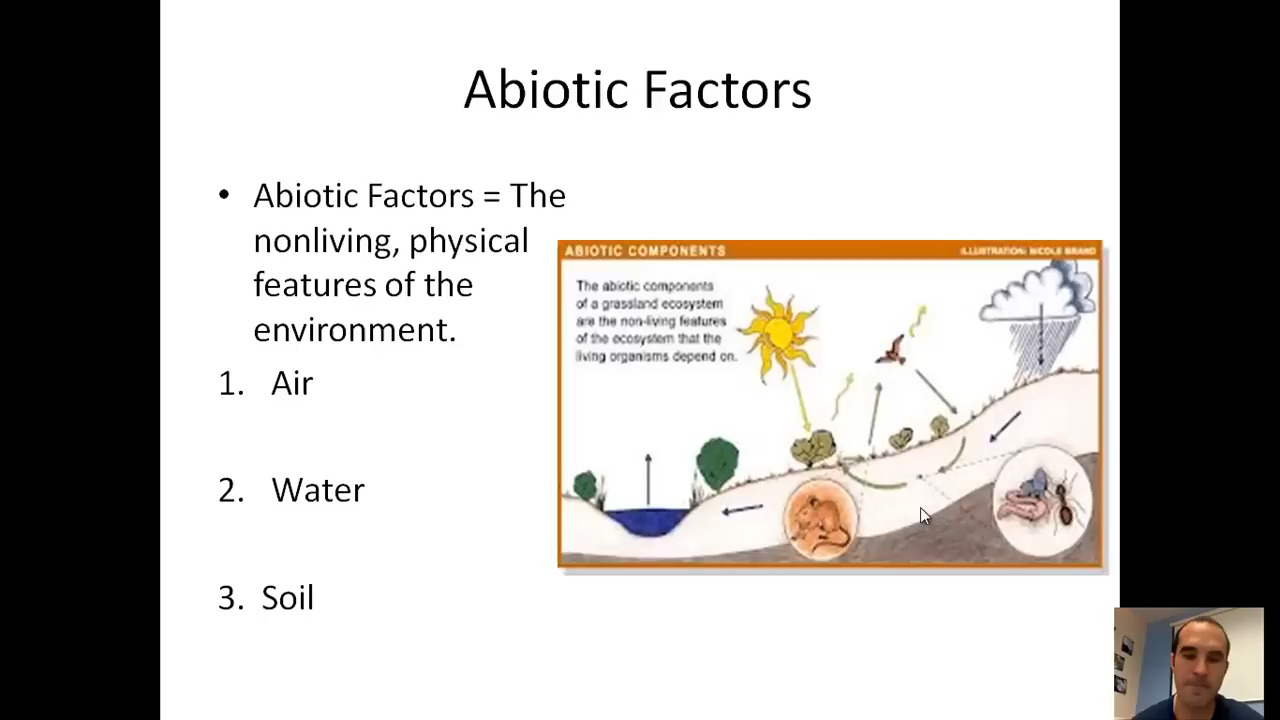 Abiotic Factors
• Abiotic Factors = The
nonliving, physical
features of the
environment.
1. Air
2. Water
3. Soil
ABIOTIC COMPONENTS
ILLUSTRATION: NICOLE BRAND
The abiotic components
of a grassland ecosystem
are the non-living features
of the ecosystem that the
living organisms depend on.